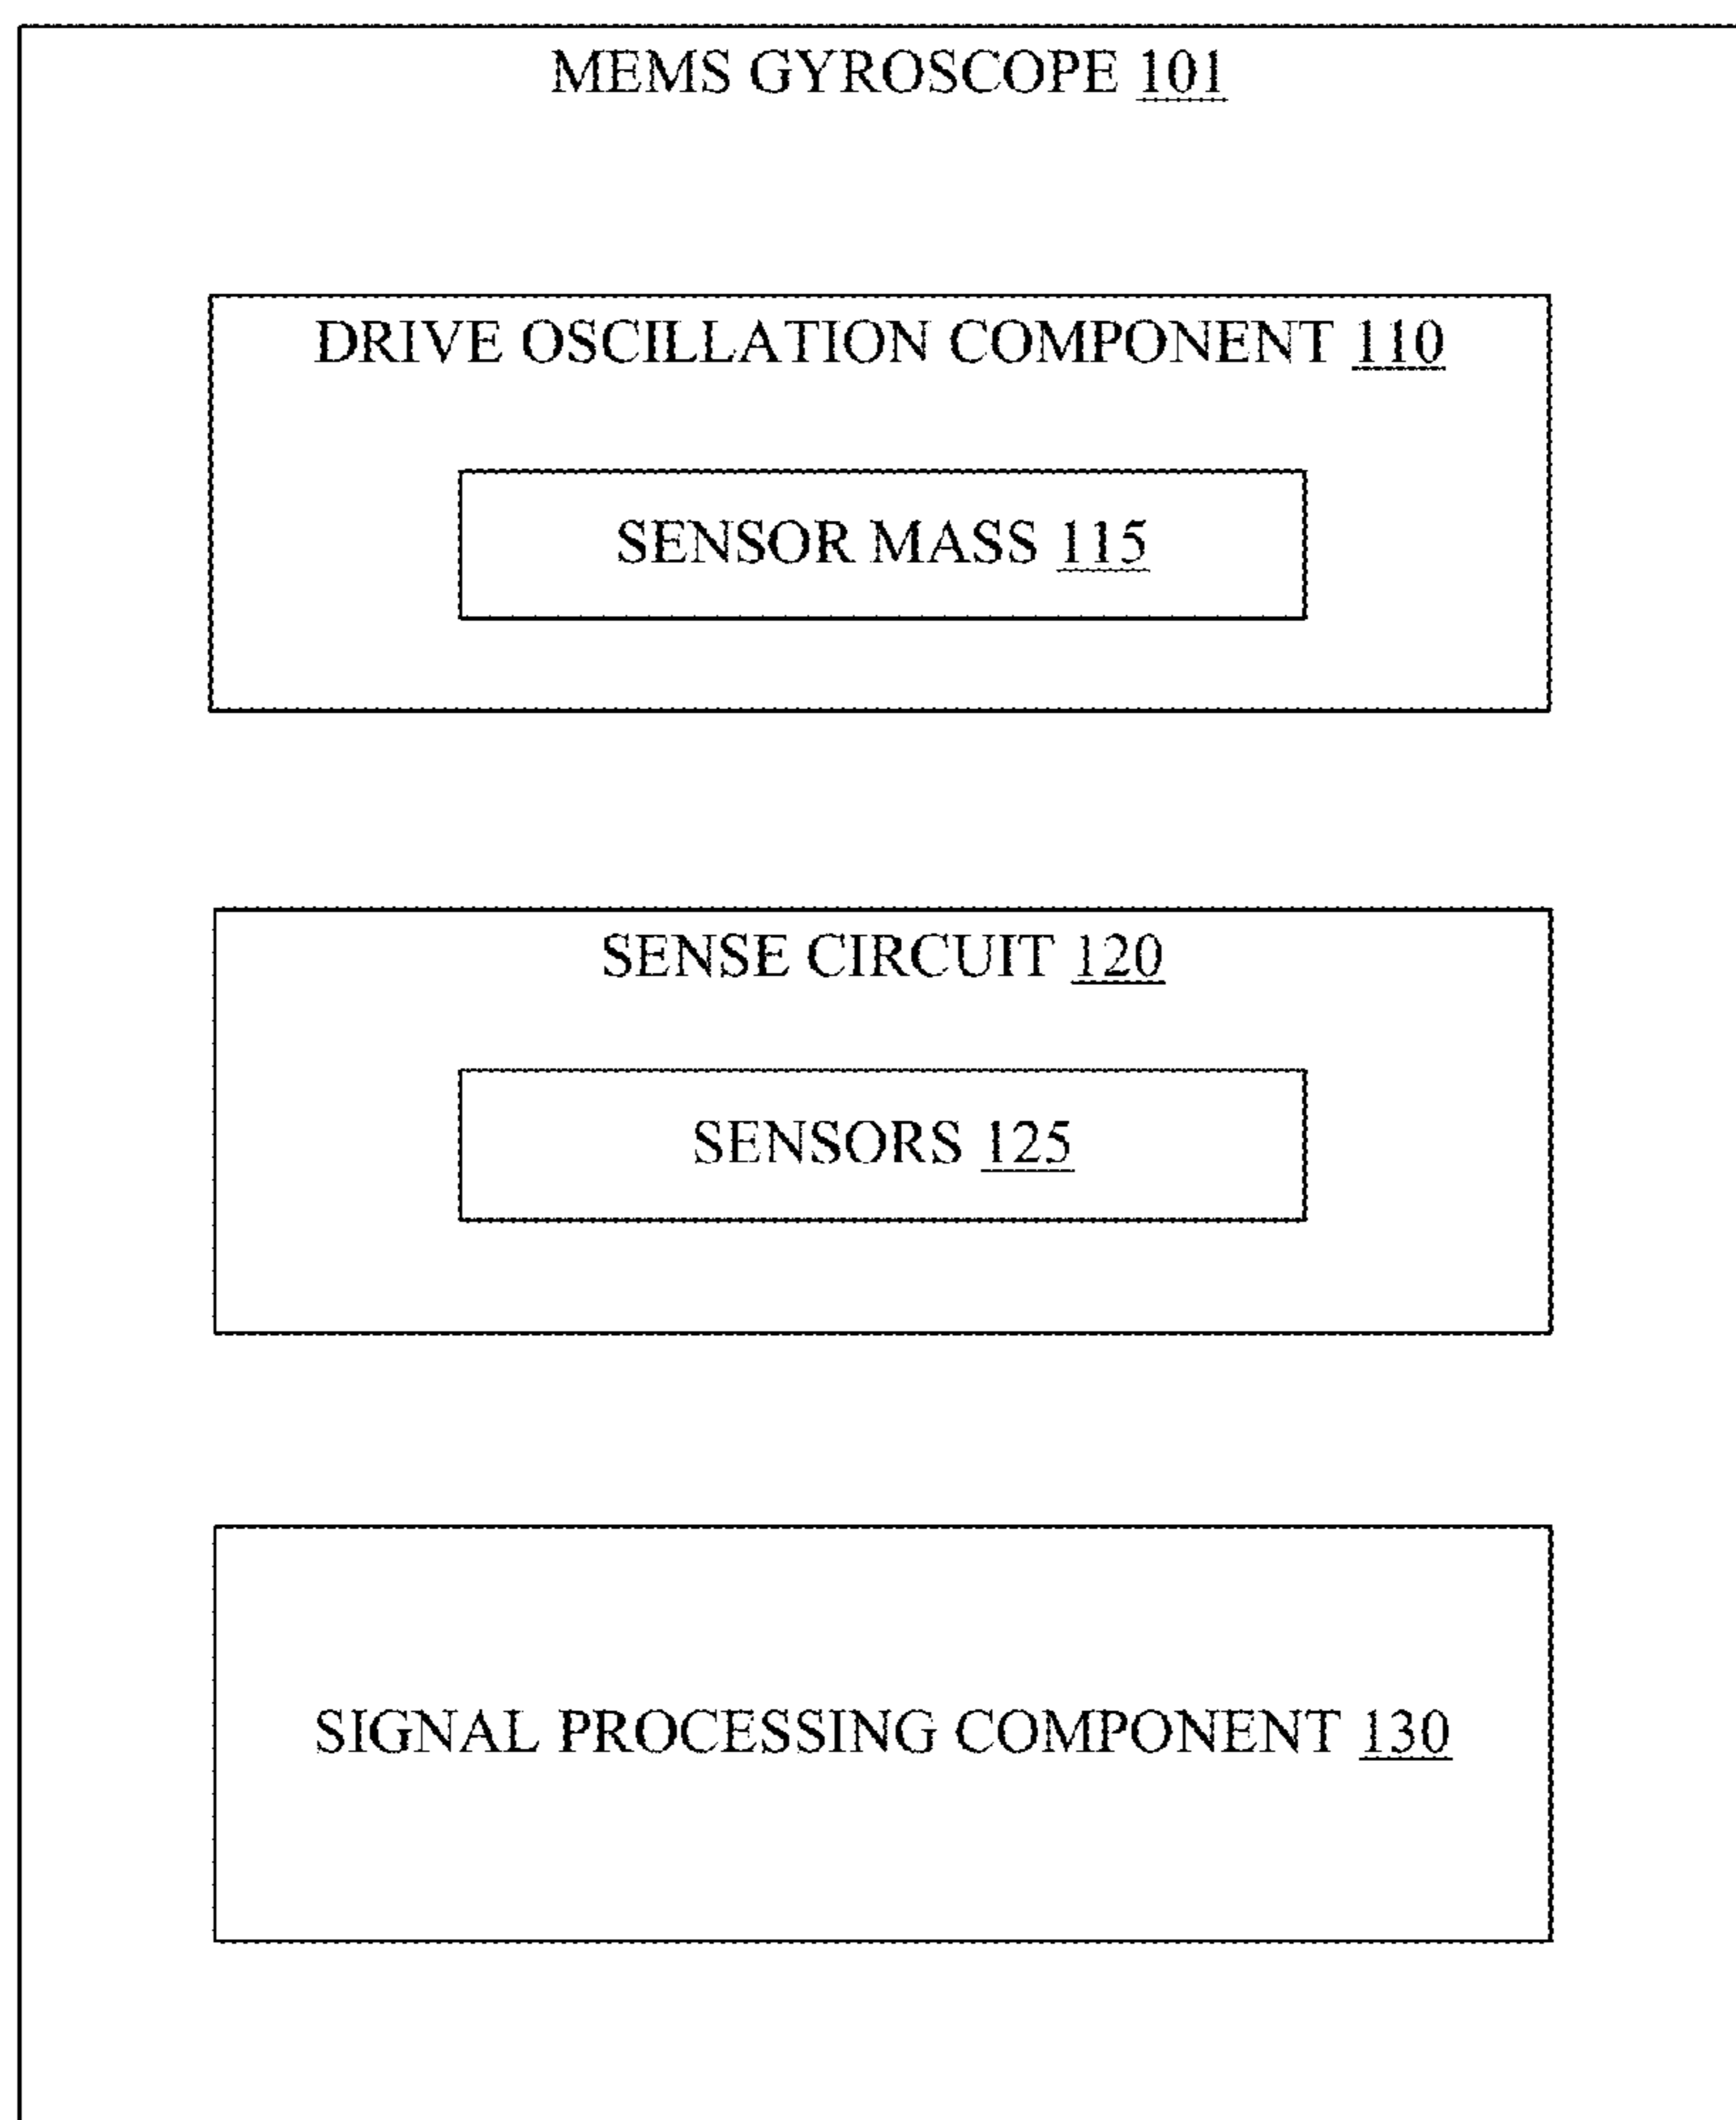 MEMS GYROSCOPE 101
DRIVE OSCILLATION COMPONENT 110
SENSOR MASS 115
SENSE CIRCUIT 120
SENSORS 125
SIGNAL PROCESSING COMPONENT 130